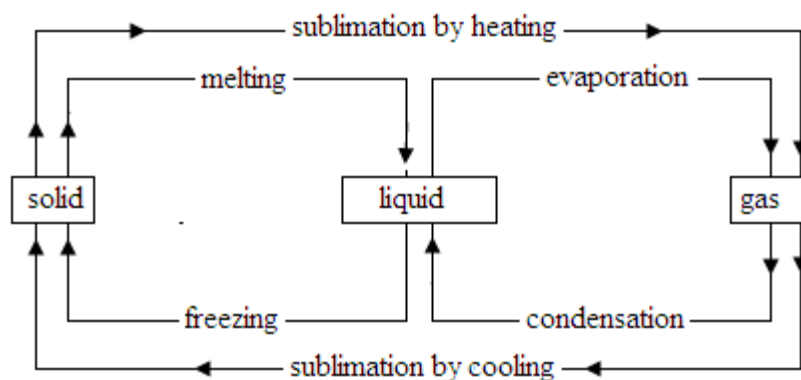 sublimation by heating
melting
evaporation
solid
liquid
gas
freezing
condensation
sublimation by cooling